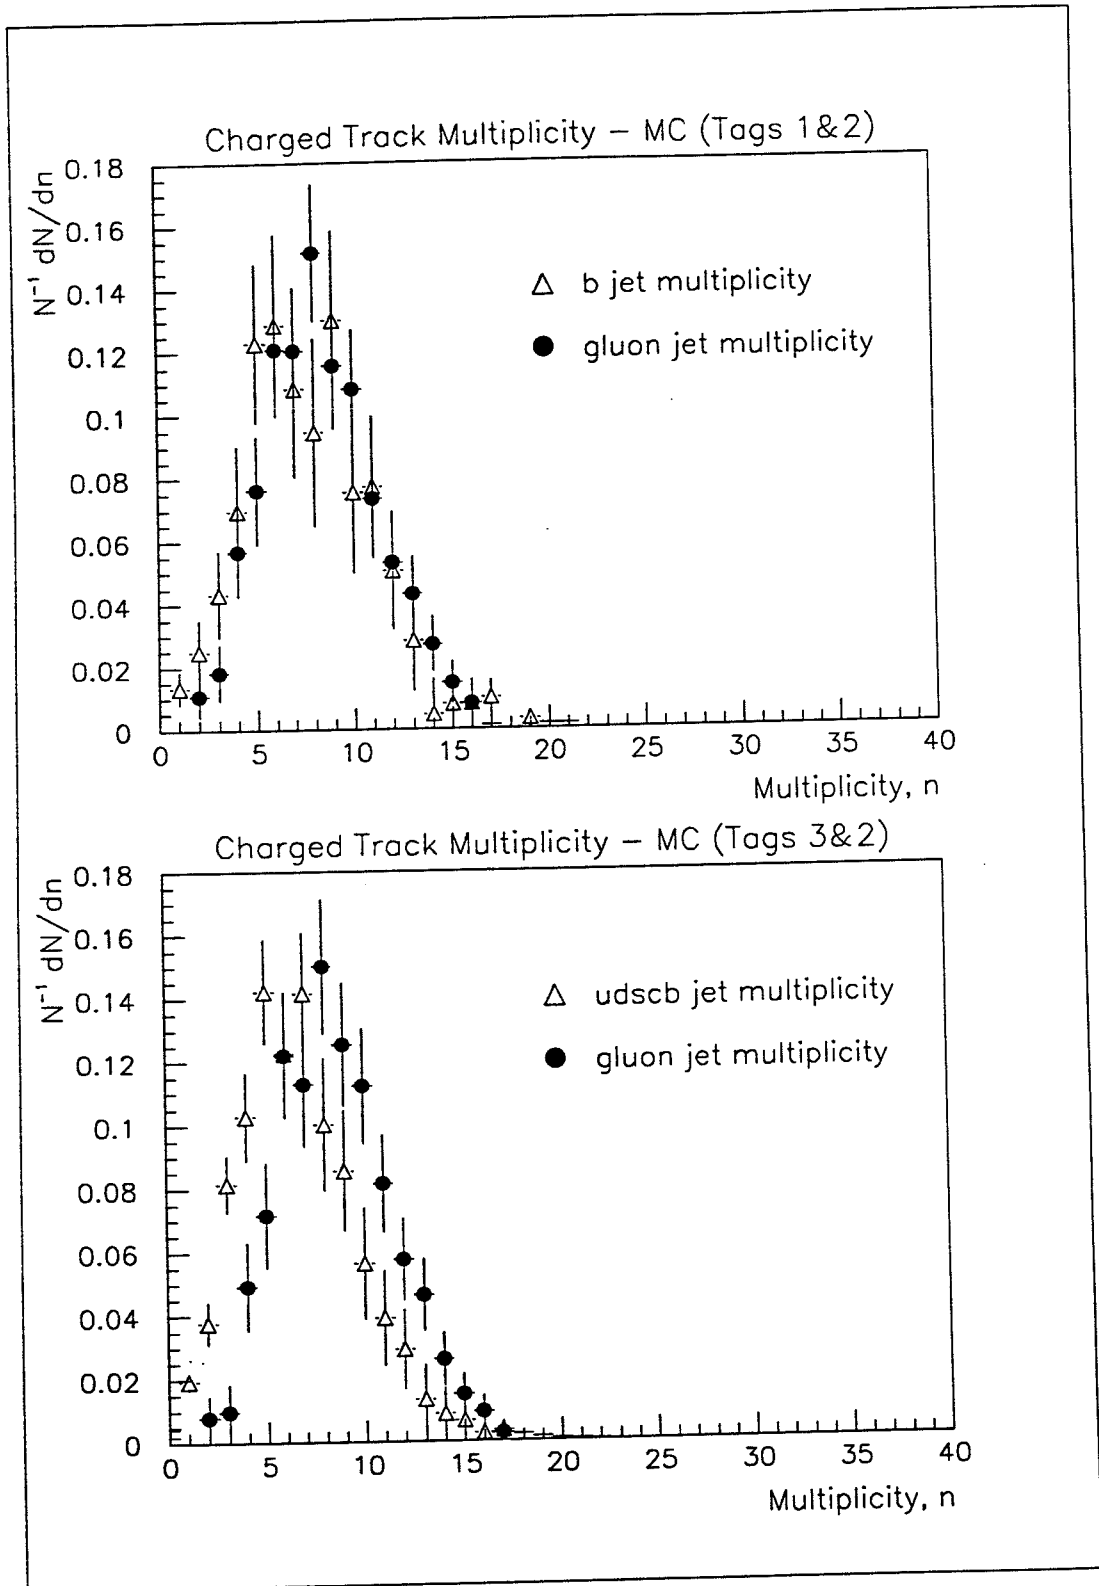 Charged Track Multiplicity – MC (Tags 1&2)
N⁻¹ dN/dn
0.18
0.16
0.14
0.12
0.1
0.08
0.06
0.04
0.02
0
△ b jet multiplicity
● gluon jet multiplicity
0 5 10 15 20 25 30 35 40
Multiplicity, n
Charged Track Multiplicity – MC (Tags 3&2)
N⁻¹ dN/dn
0.18
0.16
0.14
0.12
0.1
0.08
0.06
0.04
0.02
0
△ udscb jet multiplicity
● gluon jet multiplicity
0 5 10 15 20 25 30 35 40
Multiplicity, n